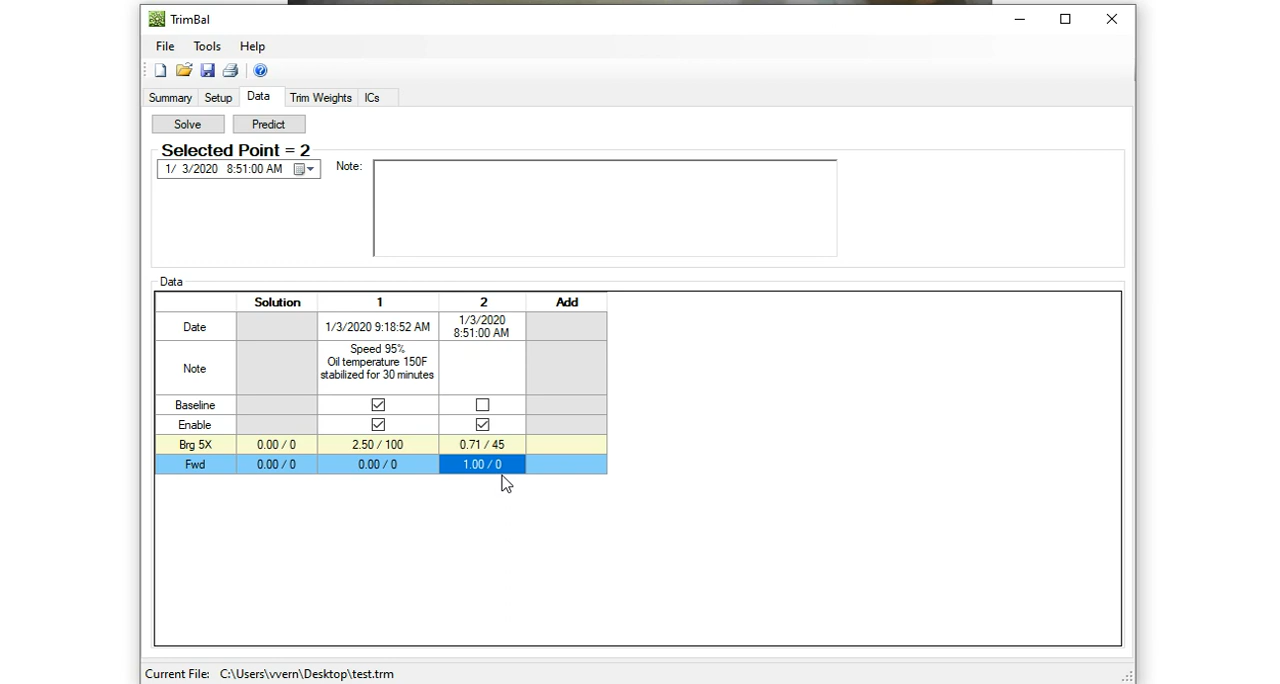 TrimBal
File Tools Help
Summary Setup Data Trim Weights ICs
Solve Predict
Selected Point = 2
1/ 3/2020 8:51:00 AM Note:
Data
Solution 1 2 Add
Date 1/3/2020 9:18:52 AM 1/3/2020
8:51:00 AM
Note Speed 95%
Oil temperature 150F
stabilized for 30 minutes
Baseline
Enable
Brg 5X 0.00 / 0 2.50 / 100 0.71 / 45
Fwd 0.00 / 0 0.00 / 0 1.00 / 0
Current File: C:\Users\vvern\Desktop\test.trm